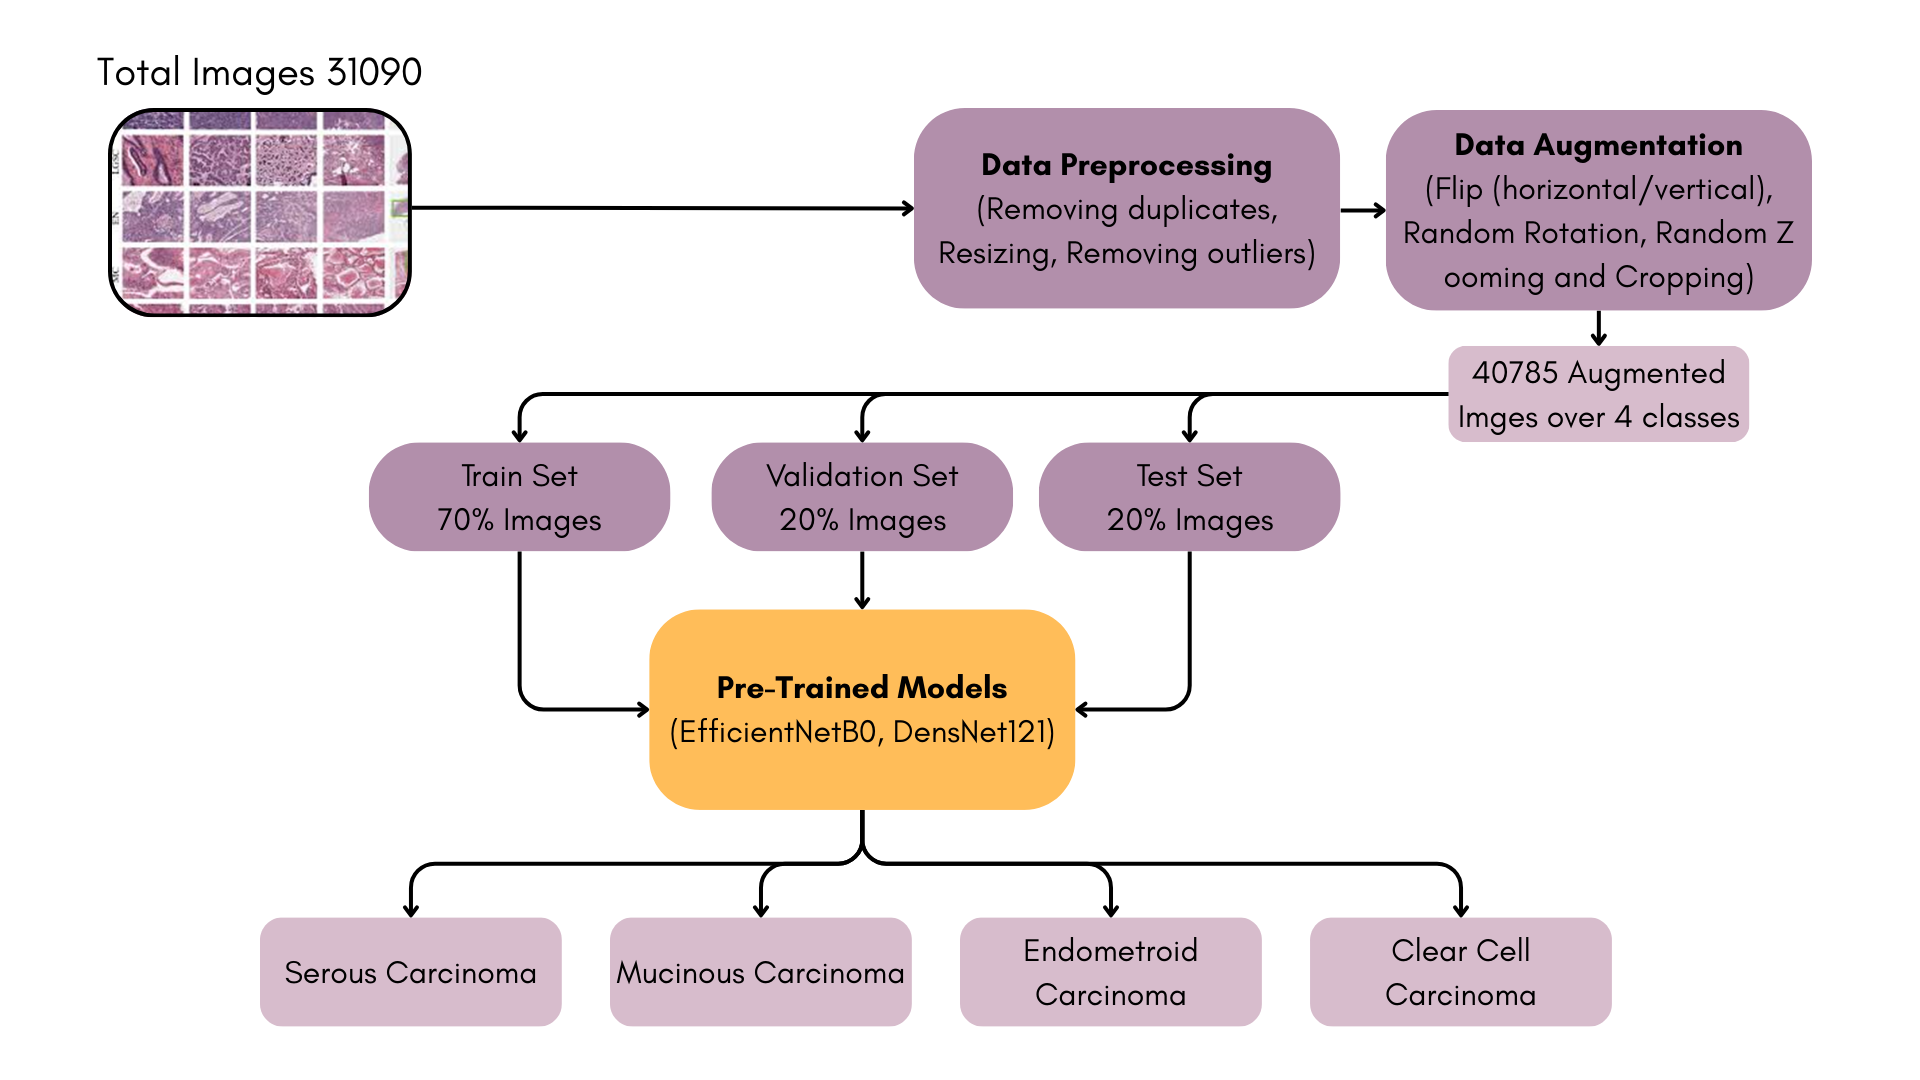 Total Images 31090
LGSC
EN
MC
Data Preprocessing
(Removing duplicates,
Resizing, Removing outliers)
Data Augmentation
(Flip (horizontal/vertical),
Random Rotation, Random Z
ooming and Cropping)
40785 Augmented
Imges over 4 classes
Train Set
70% Images
Validation Set
20% Images
Test Set
20% Images
Pre-Trained Models
(EfficientNetB0, DensNet121)
Serous Carcinoma
Mucinous Carcinoma
Endometroid
Carcinoma
Clear Cell
Carcinoma